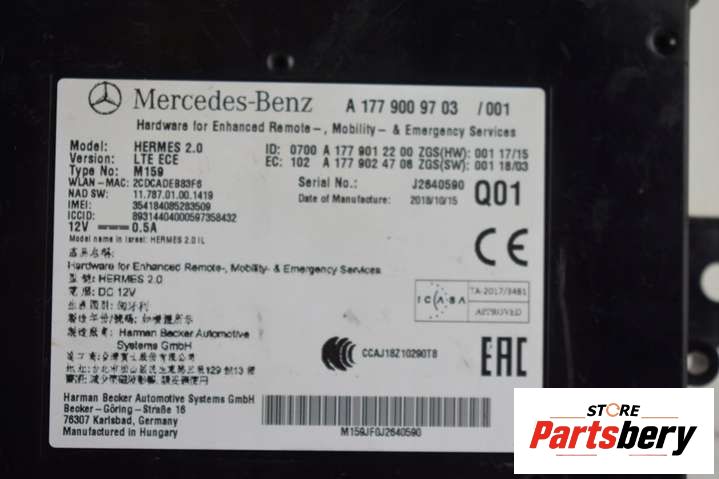 Mercedes-Benz A 177 900 97 03 / 001
Hardware for Enhanced Remote-, Mobility- & Emergency Services
Model: HERMES 2.0 ID: 0700 A 177 901 22 00 ZGS(HW): 001 17/15
Version: LTE ECE EC: 102 A 177 902 47 06 ZGS(SW): 001 18/03
Type No: M159
WLAN-MAC: 2CDCADEB83F6 Serial No.: J2640590 Q01
NAD SW: 11.787.01.00.1419 Date of Manufacture: 2018/10/15
IMEI: 354184085283509
ICCID: 89314404000597358432
12V 0.5A
Model name in Israel: HERMES 2.0 IL
CE
Hardware for Enhanced Remote-, Mobility- & Emergency Services
型號: HERMES 2.0
電壓: DC 12V
ICASA TA-2017/3481
APPROVED
Harman Becker Automotive
Systems GmbH
CCAJ18Z10290T8
EAC
Harman Becker Automotive Systems GmbH
Becker-Göring-Straße 16
76307 Karlsbad, Germany
Manufactured in Hungary
M159JF0J2640590
STORE
Partsbery